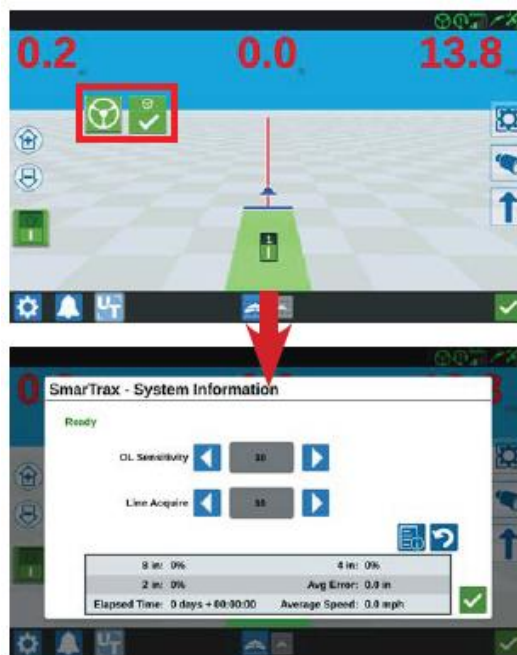 0.2 0.0 13.8
UT
SmarTrax - System Information
Ready
OL Sensitivity
Line Acquire
8 in: 0% 4 in: 0%
2 in: 0% Avg Error: 0.0 in
Elapsed Time: 0 days + 00:00:00 Average Speed: 0.0 mph